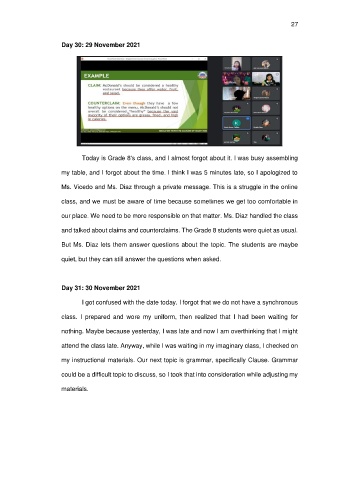 27
Day 30: 29 November 2021
EXAMPLE
CLAIM: McDonald's should be considered a healthy
restaurant because they offer water, fruit,
and salad.
COUNTERCLAIM: Even though they have a few
healthy options on the menu, McDonald's should not
overall be considered "healthy" because the vast
majority of their options are grease, fried, and high
in calories.
Today is Grade 8's class, and I almost forgot about it. I was busy assembling
my table, and I forgot about the time. I think I was 5 minutes late, so I apologized to
Ms. Vicedo and Ms. Diaz through a private message. This is a struggle in the online
class, and we must be aware of time because sometimes we get too comfortable in
our place. We need to be more responsible on that matter. Ms. Diaz handled the class
and talked about claims and counterclaims. The Grade 8 students were quiet as usual.
But Ms. Diaz lets them answer questions about the topic. The students are maybe
quiet, but they can still answer the questions when asked.
Day 31: 30 November 2021
I got confused with the date today. I forgot that we do not have a synchronous
class. I prepared and wore my uniform, then realized that I had been waiting for
nothing. Maybe because yesterday, I was late and now I am overthinking that I might
attend the class late. Anyway, while I was waiting in my imaginary class, I checked on
my instructional materials. Our next topic is grammar, specifically Clause. Grammar
could be a difficult topic to discuss, so I took that into consideration while adjusting my
materials.